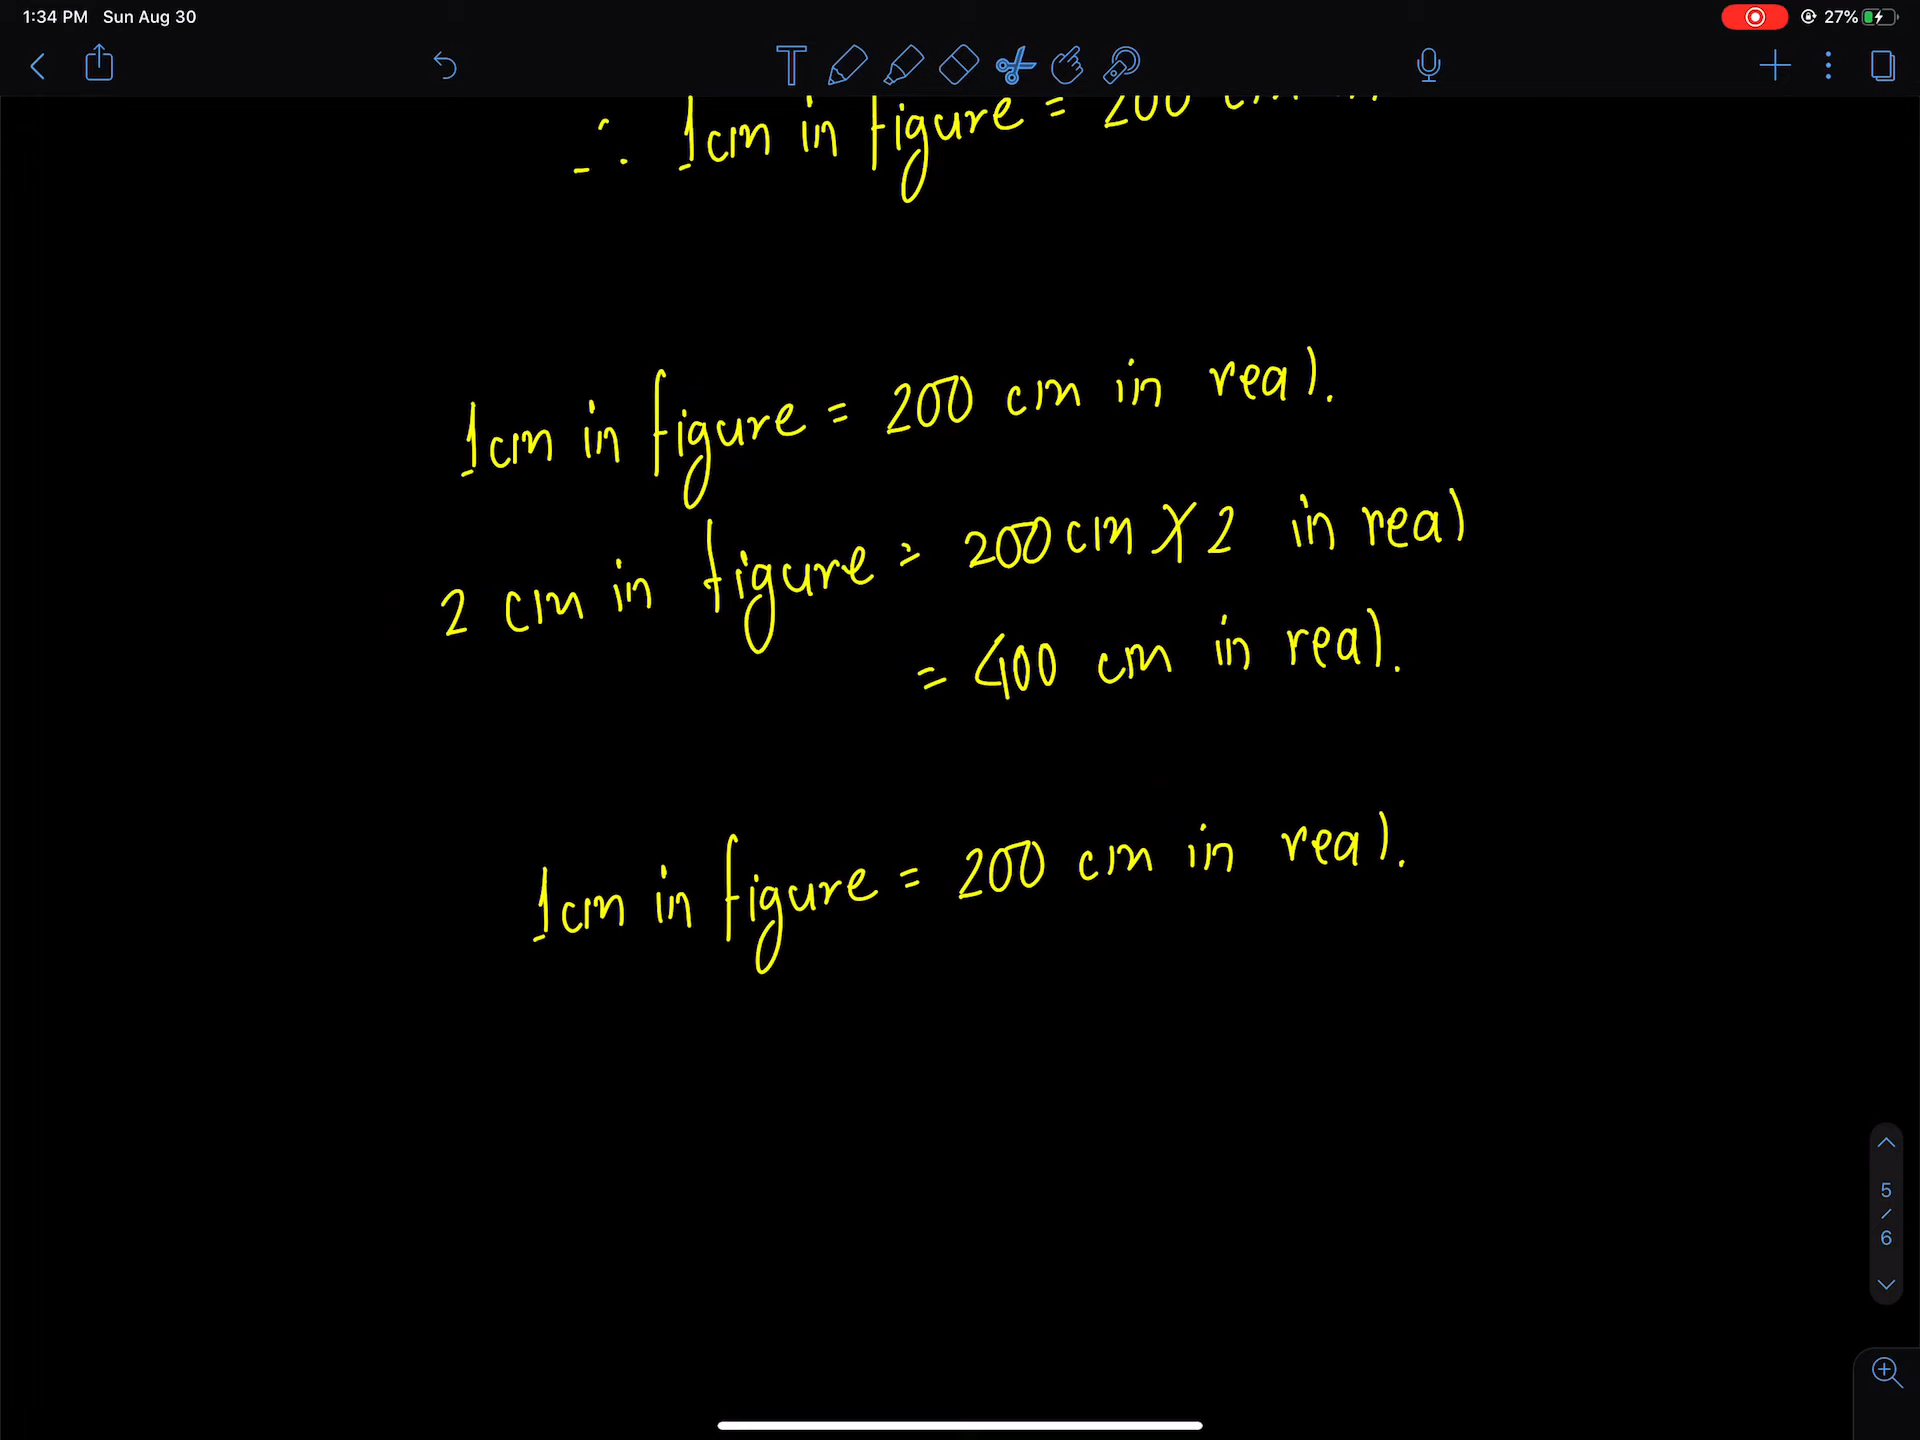 1:34 PM Sun Aug 30
27%
∴ 1cm in figure = 200 cm in
1cm in figure = 200 cm in real.
2 cm in figure = 200cm X 2 in real
= 400 cm in real.
1cm in figure = 200 cm in real.
5
/
6